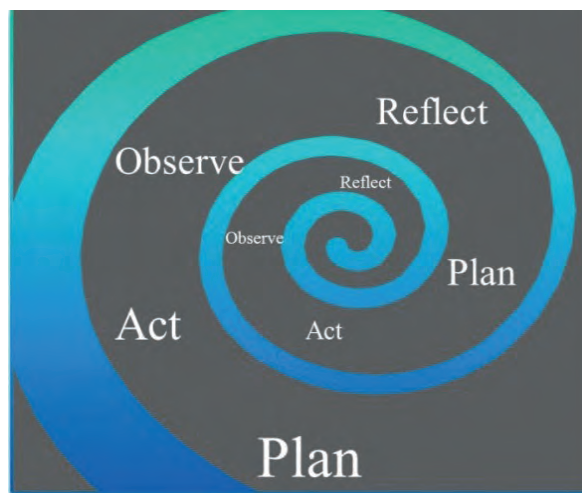 Reflect
Observe
Reflect
Observe
Plan
Act
Act
Plan